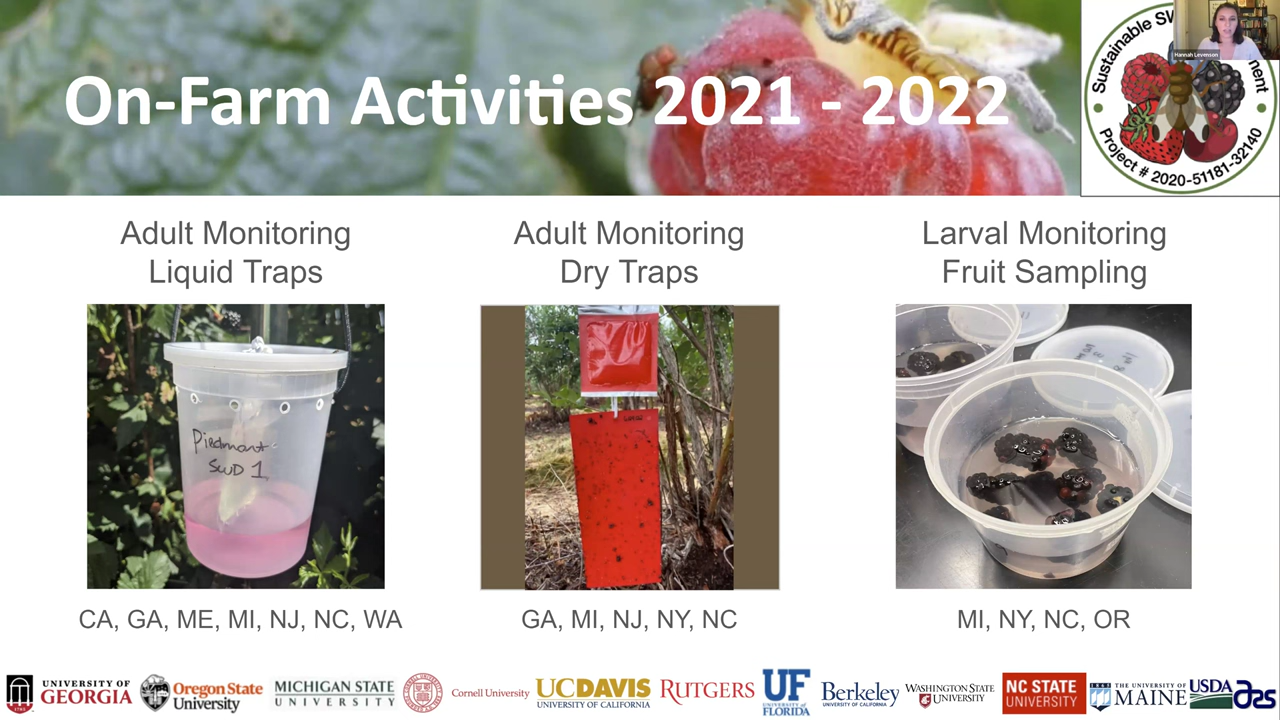 On-Farm Activities 2021 - 2022
Hannah Levenson
Sustainable
Project # 2020-51181-32140
Adult Monitoring
Liquid Traps
Adult Monitoring
Dry Traps
Larval Monitoring
Fruit Sampling
Piedmont
SWD 1
CA, GA, ME, MI, NJ, NC, WA
GA, MI, NJ, NY, NC
MI, NY, NC, OR
UNIVERSITY OF
GEORGIA
1785
Oregon State
University
MICHIGAN STATE
UNIVERSITY
Cornell University
UCDAVIS
UNIVERSITY OF CALIFORNIA
RUTGERS
UF
UNIVERSITY of
FLORIDA
Berkeley
UNIVERSITY OF CALIFORNIA
WASHINGTON STATE
UNIVERSITY
NC STATE
UNIVERSITY
1865
THE UNIVERSITY OF
MAINE
USDA
ars